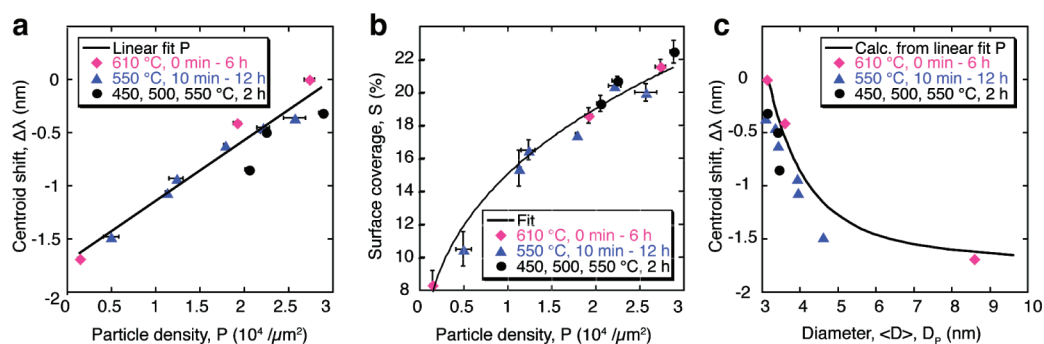 a
Linear fit P
610 °C, 0 min - 6 h
550 °C, 10 min - 12 h
450, 500, 550 °C, 2 h
Centroid shift, Δλ (nm)
0
-0.5
-1
-1.5
-2
0
0.5
1
1.5
2
2.5
3
Particle density, P (10⁴ /μm²)
b
Fit
610 °C, 0 min - 6 h
550 °C, 10 min - 12 h
450, 500, 550 °C, 2 h
Surface coverage, S (%)
22
20
18
16
14
12
10
8
0
0.5
1
1.5
2
2.5
3
Particle density, P (10⁴ /μm²)
c
Calc. from linear fit P
610 °C, 0 min - 6 h
550 °C, 10 min - 12 h
450, 500, 550 °C, 2 h
Centroid shift, Δλ (nm)
0
-0.5
-1
-1.5
-2
3
4
5
6
7
8
9
10
Diameter, <D>, Dₚ (nm)